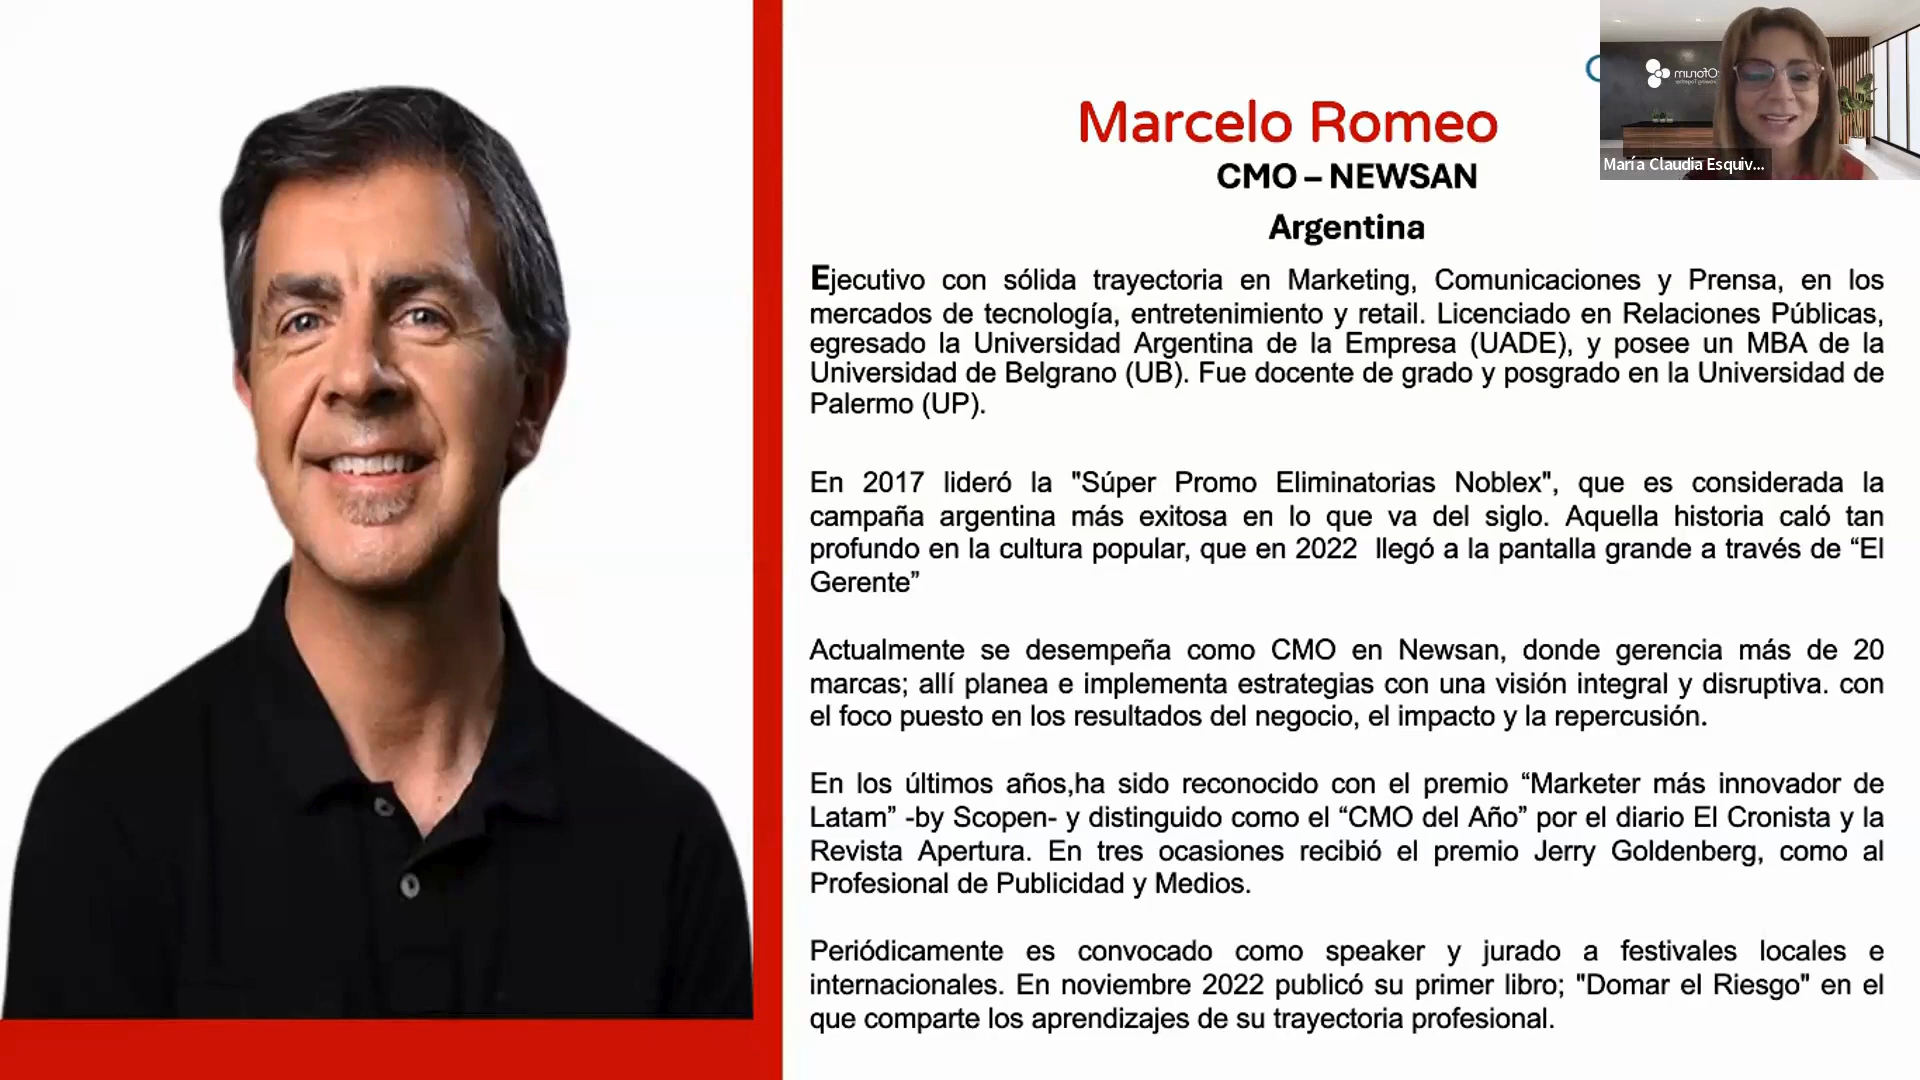 Marcelo Romeo
CMO – NEWSAN
Argentina
Ejecutivo con sólida trayectoria en Marketing, Comunicaciones y Prensa, en los
mercados de tecnología, entretenimiento y retail. Licenciado en Relaciones Públicas,
egresado la Universidad Argentina de la Empresa (UADE), y posee un MBA de la
Universidad de Belgrano (UB). Fue docente de grado y posgrado en la Universidad de
Palermo (UP).
En 2017 lideró la "Súper Promo Eliminatorias Noblex", que es considerada la
campaña argentina más exitosa en lo que va del siglo. Aquella historia caló tan
profundo en la cultura popular, que en 2022 llegó a la pantalla grande a través de “El
Gerente”
Actualmente se desempeña como CMO en Newsan, donde gerencia más de 20
marcas; allí planea e implementa estrategias con una visión integral y disruptiva. con
el foco puesto en los resultados del negocio, el impacto y la repercusión.
En los últimos años,ha sido reconocido con el premio “Marketer más innovador de
Latam” -by Scopen- y distinguido como el “CMO del Año” por el diario El Cronista y la
Revista Apertura. En tres ocasiones recibió el premio Jerry Goldenberg, como al
Profesional de Publicidad y Medios.
Periódicamente es convocado como speaker y jurado a festivales locales e
internacionales. En noviembre 2022 publicó su primer libro; "Domar el Riesgo" en el
que comparte los aprendizajes de su trayectoria profesional.
María Claudia Esquiv...